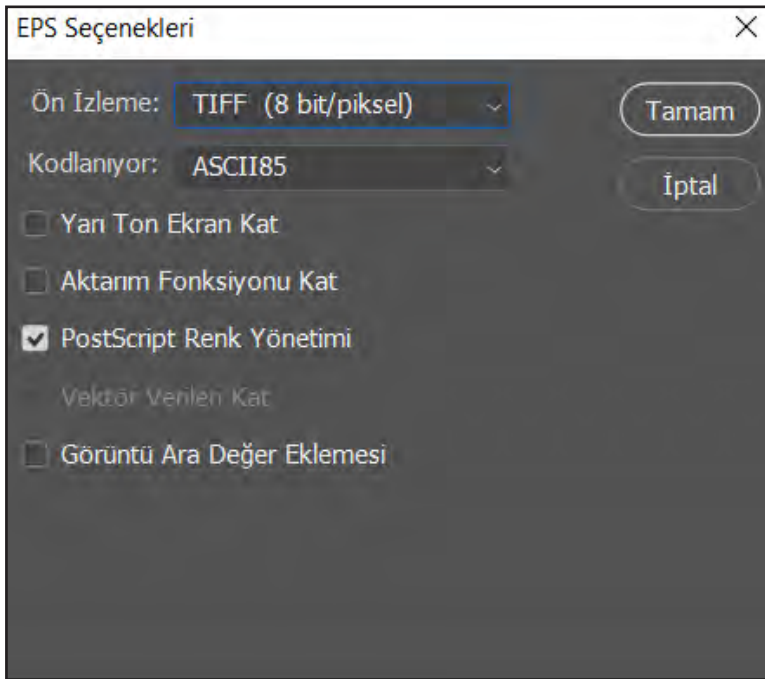 EPS Seçenekleri
Ön İzleme: TIFF (8 bit/piksel)
Tamam
Kodlanıyor: ASCII85
İptal
Yarı Ton Ekran Kat
Aktarım Fonksiyonu Kat
PostScript Renk Yönetimi
Vektör Verileri Kat
Görüntü Ara Değer Eklemesi